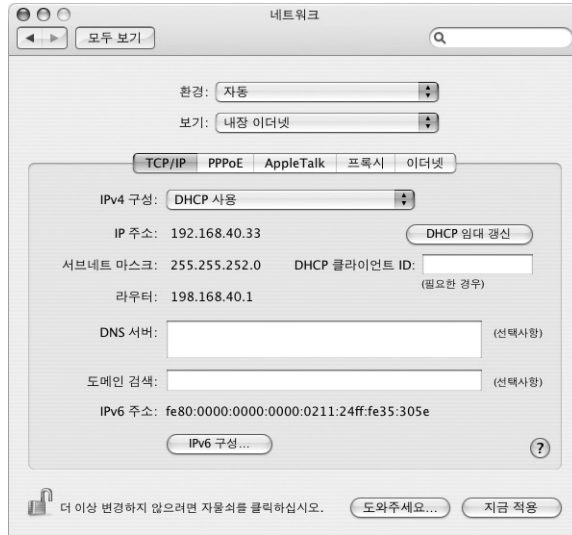 네트워크
모두 보기
환경: 자동
보기: 내장 이더넷
TCP/IP PPPoE AppleTalk 프록시 이더넷
IPv4 구성: DHCP 사용
IP 주소: 192.168.40.33 DHCP 임대 갱신
서브네트 마스크: 255.255.252.0 DHCP 클라이언트 ID:
(필요한 경우)
라우터: 198.168.40.1
DNS 서버: (선택사항)
도메인 검색: (선택사항)
IPv6 주소: fe80:0000:0000:0000:0211:24ff:fe35:305e
IPv6 구성... ?
더 이상 변경하지 않으려면 자물쇠를 클릭하십시오. 도와주세요... 지금 적용